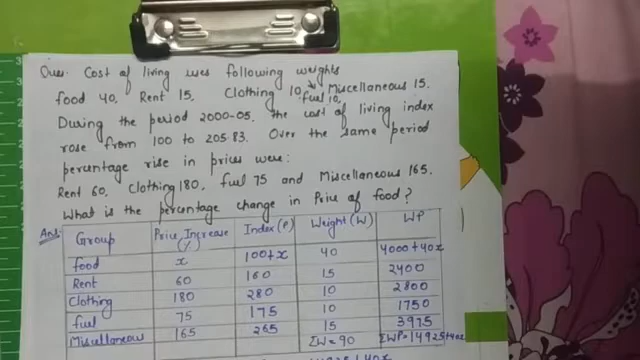 Ques. Cost of living uses following weights
food 40, Rent 15, Clothing 10, Miscellaneous 15.
fuel 10,
During the period 2000-05, the cost of living index
rose from 100 to 205.83. Over the same period
percentage rise in prices were:
Rent 60, Clothing 180, fuel 75 and Miscellaneous 165.
What is the percentage change in Price of food?
Ans. Group Price Increase (%) Index (P) Weight (W) WP
food x 100+x 40 4000+40x
Rent 60 160 15 2400
Clothing 180 280 10 2800
fuel 75 175 10 1750
Miscellaneous 165 265 15 3975
ΣW = 90 ΣWP = 14925+40x